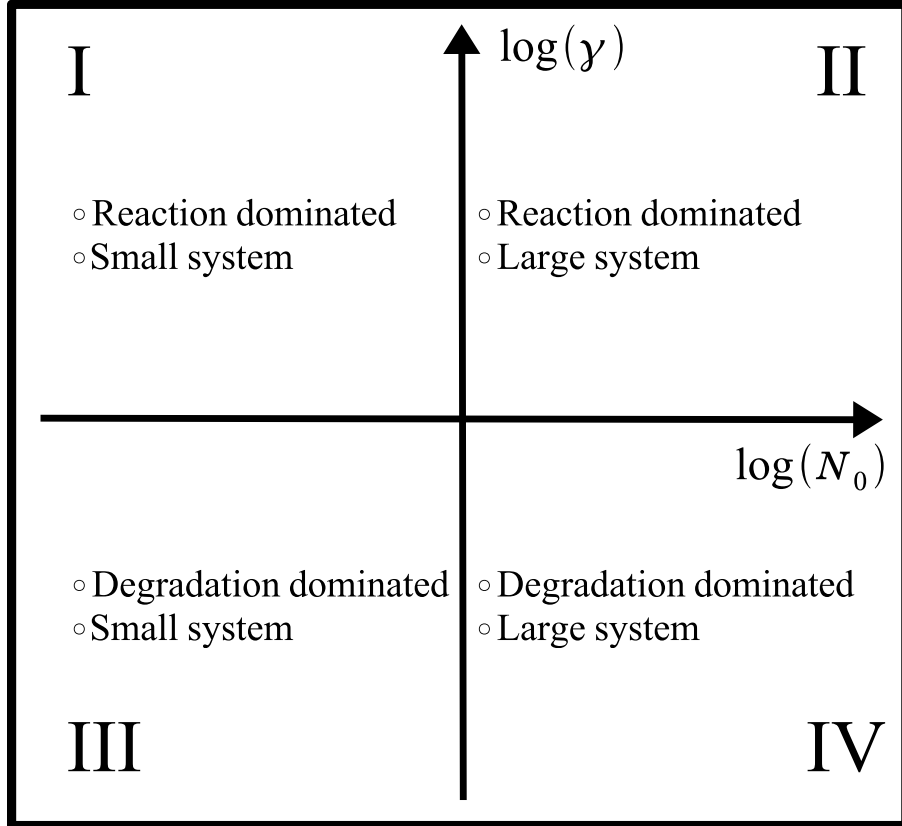 I
log(γ)
II
○ Reaction dominated
○ Small system
○ Reaction dominated
○ Large system
log(N₀)
○ Degradation dominated
○ Small system
○ Degradation dominated
○ Large system
III
IV